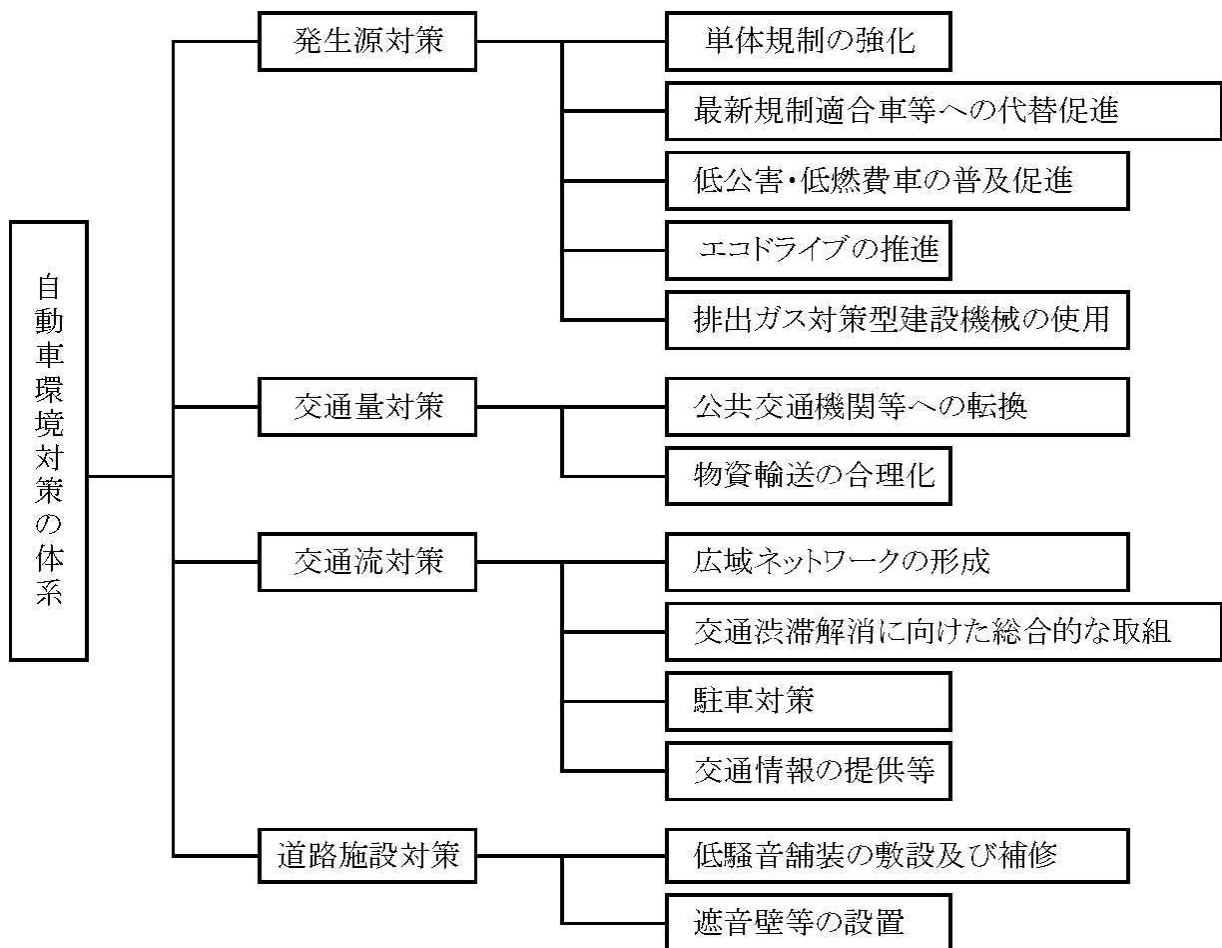 自動車環境対策の体系
発生源対策
単体規制の強化
最新規制適合車等への代替促進
低公害・低燃費車の普及促進
エコドライブの推進
排出ガス対策型建設機械の使用
交通量対策
公共交通機関等への転換
物資輸送の合理化
交通流対策
広域ネットワークの形成
交通渋滞解消に向けた総合的な取組
駐車対策
交通情報の提供等
道路施設対策
低騒音舗装の敷設及び補修
遮音壁等の設置